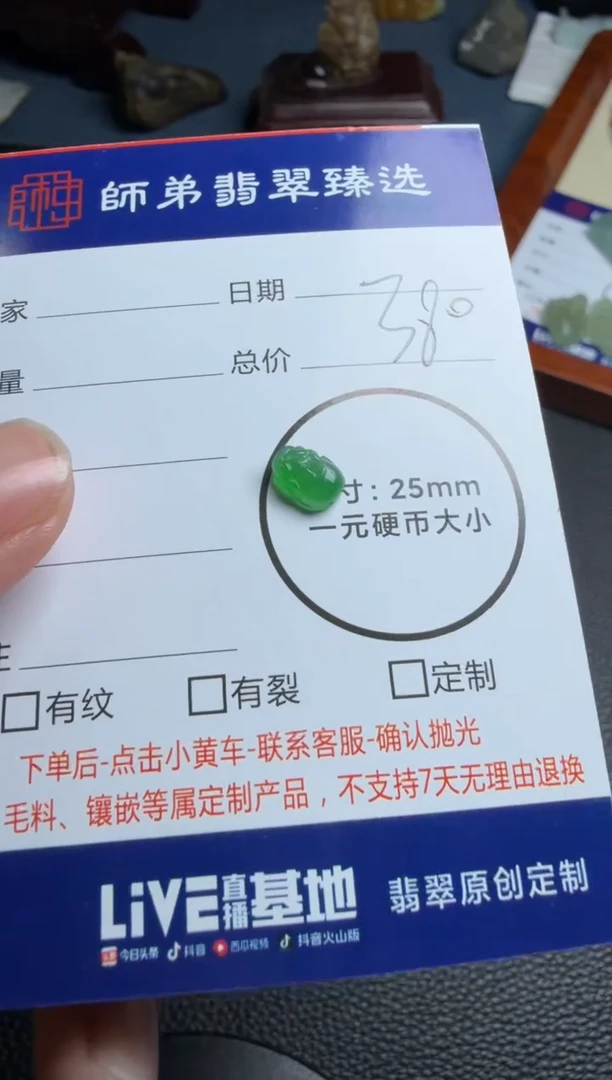 師弟翡翠臻选
家 日期 380
量 总价
寸：25mm
一元硬币大小
主
有纹 有裂 定制
下单后-点击小黄车-联系客服-确认抛光
毛料、镶嵌等属定制产品，不支持7天无理由退换
LiVE直播基地 翡翠原创定制
今日头条 抖音 西瓜视频 抖音火山版